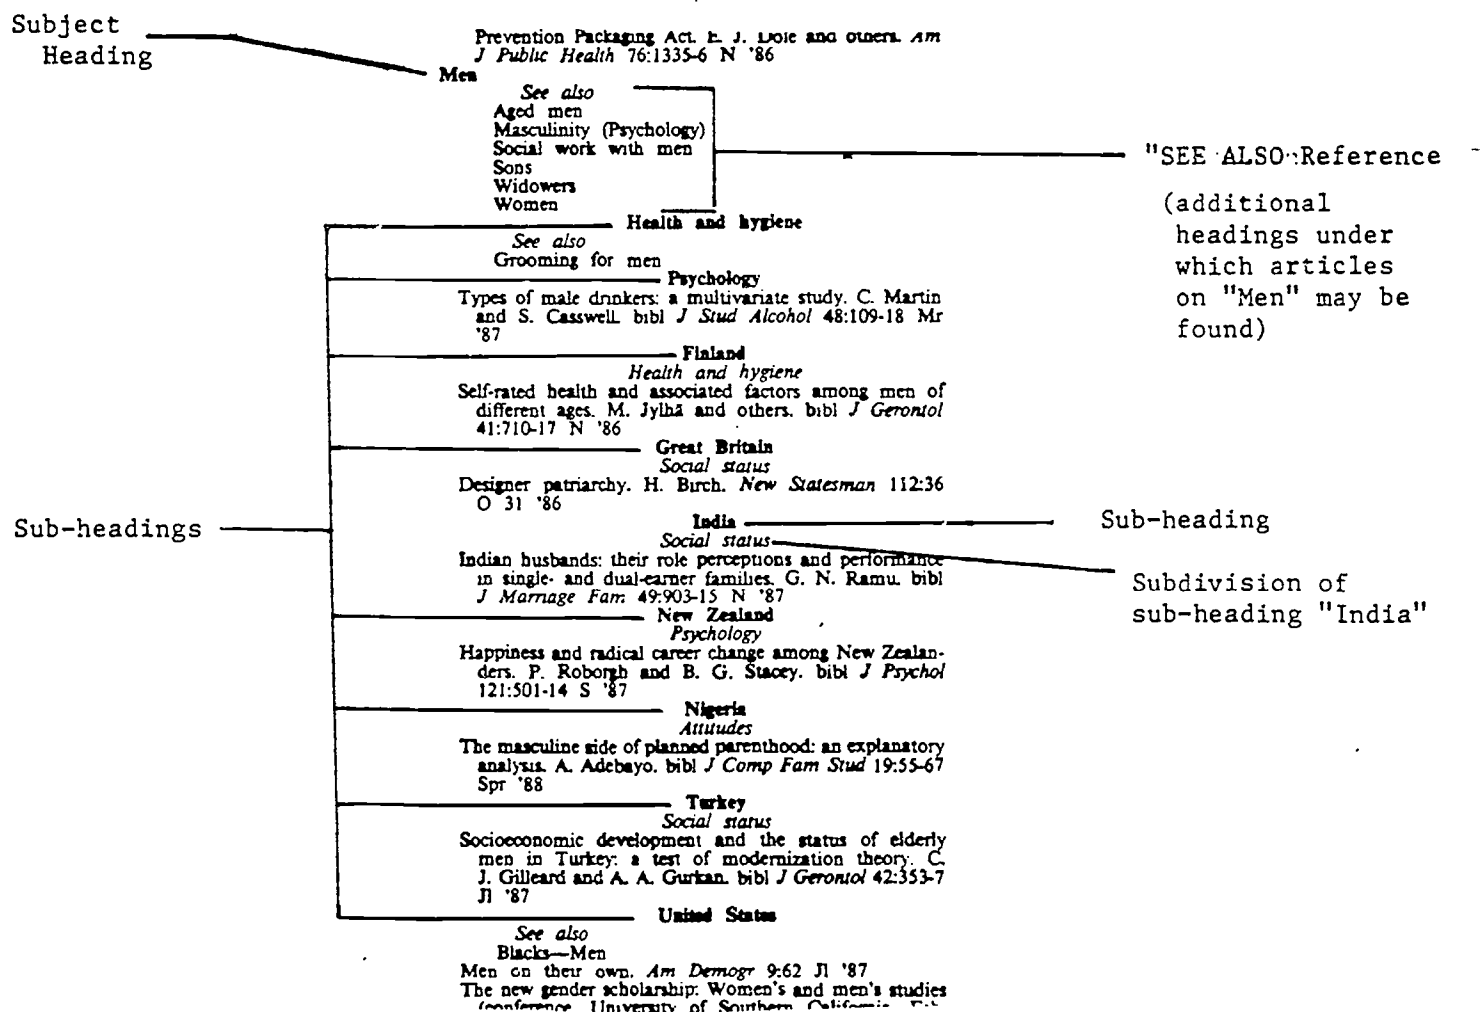 Subject
Heading
Prevention Packaging Act. E. J. Dole and others. Am
J Public Health 76:1335-6 N '86
Men
See also
Aged men
Masculinity (Psychology)
Social work with men
Sons
Widowers
Women
"SEE ALSO" Reference
(additional
headings under
which articles
on "Men" may be
found)
Health and hygiene
See also
Grooming for men
Psychology
Types of male drinkers: a multivariate study. C. Martin
and S. Casswell. bibl J Stud Alcohol 48:109-18 Mr
'87
Finland
Health and hygiene
Self-rated health and associated factors among men of
different ages. M. Jylhä and others. bibl J Gerontol
41:710-17 N '86
Great Britain
Social status
Designer patriarchy. H. Birch. New Statesman 112:36
O 31 '86
Sub-headings
India
Sub-heading
Social status
Subdivision of
sub-heading "India"
Indian husbands: their role perceptions and performance
in single- and dual-earner families. G. N. Ramu. bibl
J Marriage Fam 49:903-15 N '87
New Zealand
Psychology
Happiness and radical career change among New Zealan-
ders. P. Roborgh and B. G. Stacey. bibl J Psychol
121:501-14 S '87
Nigeria
Attitudes
The masculine side of planned parenthood: an explanatory
analysis. A. Adebayo. bibl J Comp Fam Stud 19:55-67
Spr '88
Turkey
Social status
Socioeconomic development and the status of elderly
men in Turkey: a test of modernization theory. C.
J. Gilleard and A. A. Gurkan. bibl J Gerontol 42:353-7
Jl '87
United States
See also
Blacks—Men
Men on their own. Am Demogr 9:62 Jl '87
The new gender scholarship: Women's and men's studies
(conference, University of Southern California,